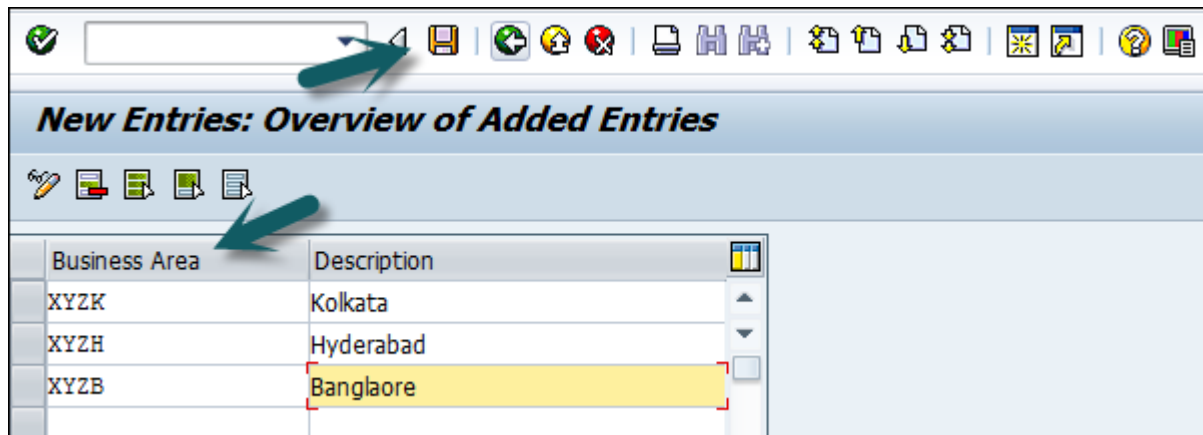 New Entries: Overview of Added Entries
Business Area Description
XYZK Kolkata
XYZH Hyderabad
XYZB Banglaore